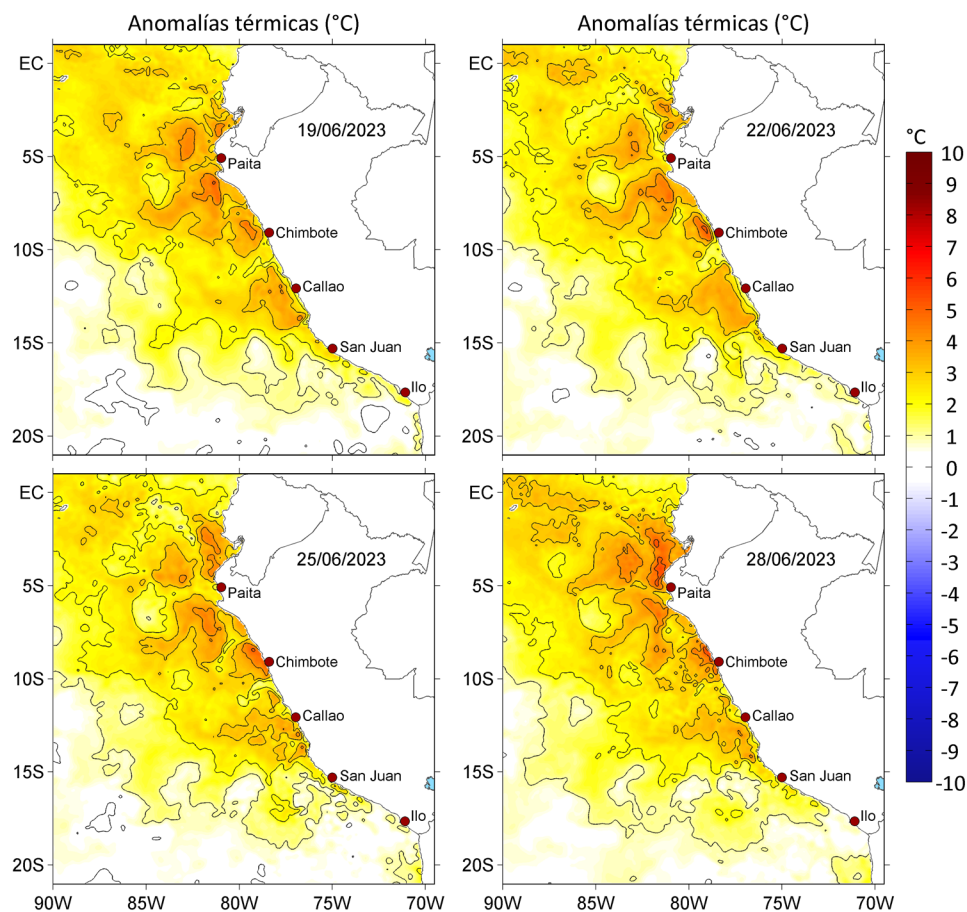 Anomalías térmicas (°C)
Anomalías térmicas (°C)
EC
5S
10S
15S
20S
19/06/2023
Paita
Chimbote
Callao
San Juan
Ilo
EC
5S
10S
15S
20S
22/06/2023
Paita
Chimbote
Callao
San Juan
Ilo
EC
5S
10S
15S
20S
25/06/2023
Paita
Chimbote
Callao
San Juan
Ilo
90W 85W 80W 75W 70W
EC
5S
10S
15S
20S
28/06/2023
Paita
Chimbote
Callao
San Juan
Ilo
90W 85W 80W 75W 70W
°C
10
9
8
7
6
5
4
3
2
1
0
-1
-2
-3
-4
-5
-6
-7
-8
-9
-10